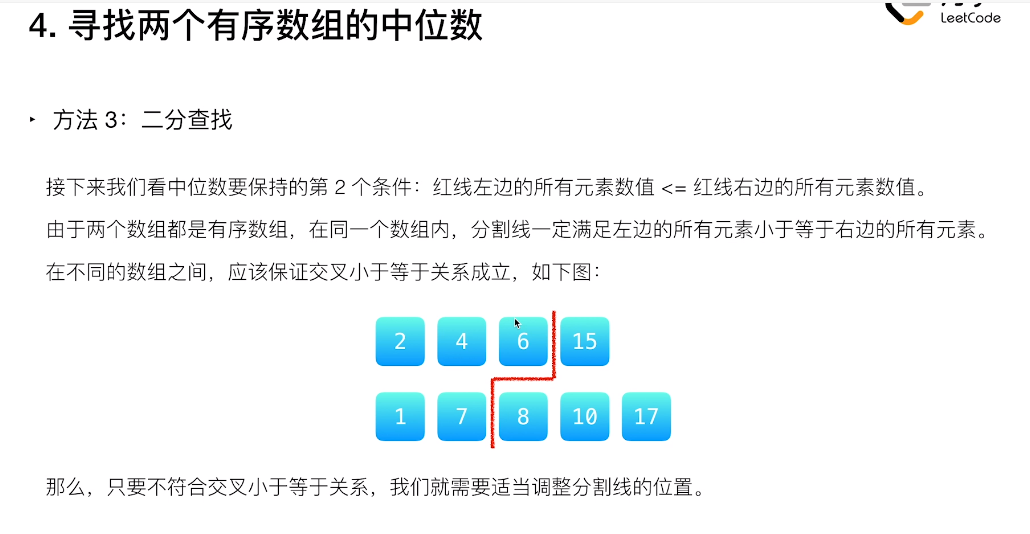 4. 寻找两个有序数组的中位数
LeetCode
‣ 方法 3：二分查找
接下来我们看中位数要保持的第 2 个条件：红线左边的所有元素数值 <= 红线右边的所有元素数值。
由于两个数组都是有序数组，在同一个数组内，分割线一定满足左边的所有元素小于等于右边的所有元素。
在不同的数组之间，应该保证交叉小于等于关系成立，如下图：
2 4 6 15
1 7 8 10 17
那么，只要不符合交叉小于等于关系，我们就需要适当调整分割线的位置。